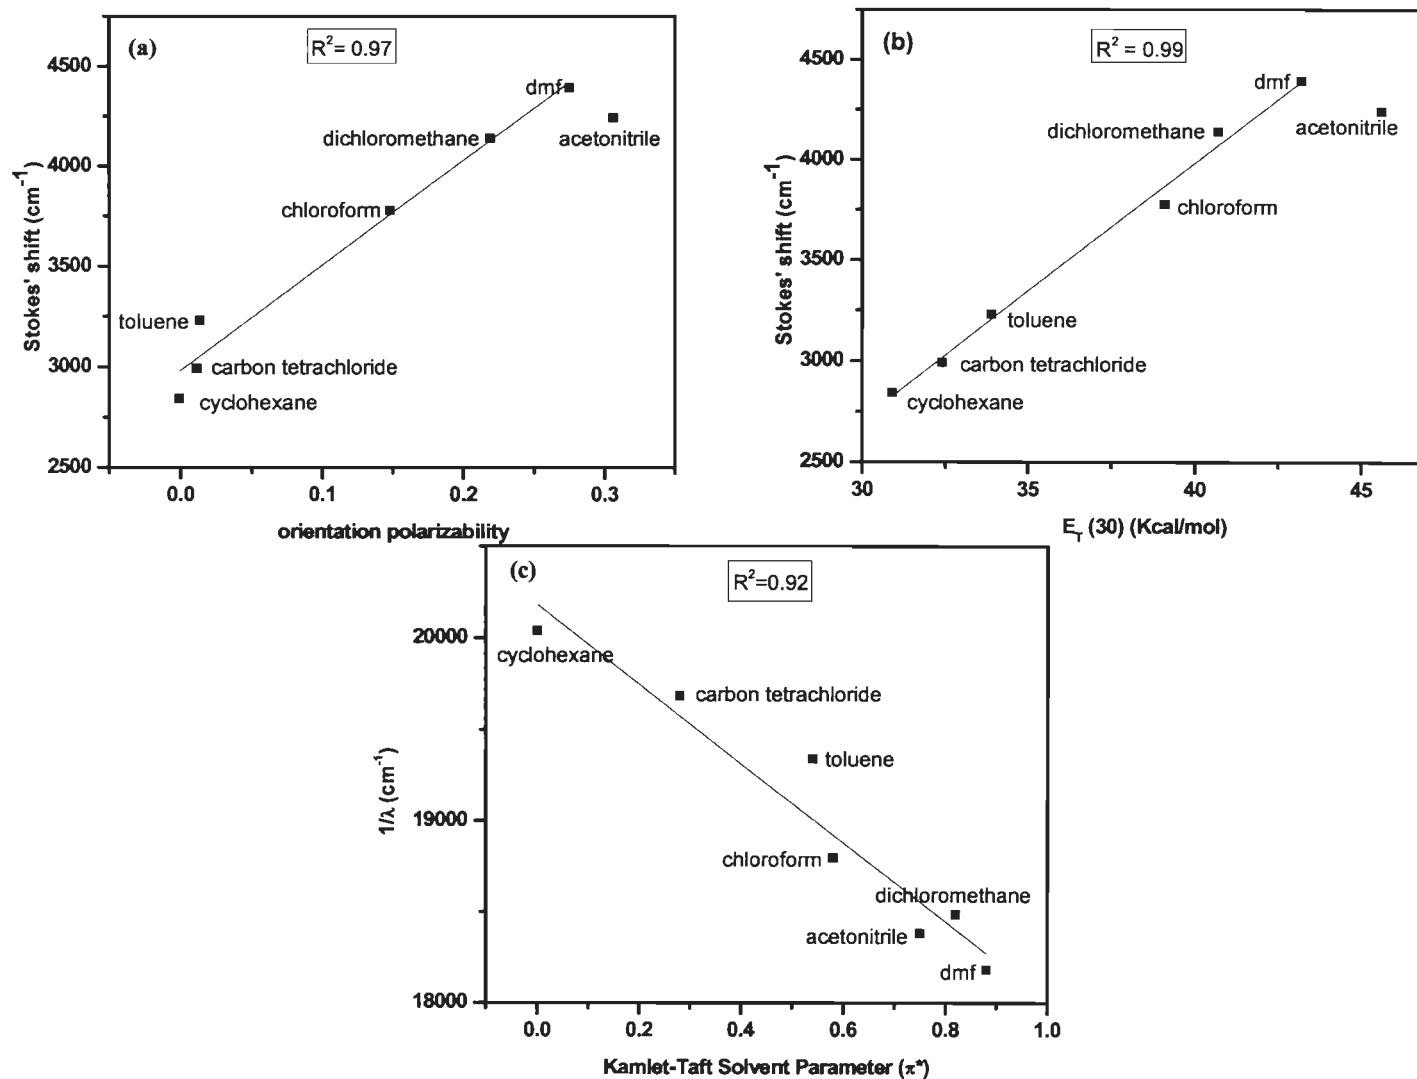 (a)
R²= 0.97
4500
4000
3500
3000
2500
Stokes' shift (cm⁻¹)
dmf
acetonitrile
dichloromethane
chloroform
toluene
carbon tetrachloride
cyclohexane
0.0 0.1 0.2 0.3
orientation polarizability
(b)
R² = 0.99
4500
4000
3500
3000
2500
Stokes' shift (cm⁻¹)
dmf
acetonitrile
dichloromethane
chloroform
toluene
carbon tetrachloride
cyclohexane
30 35 40 45
E_T (30) (Kcal/mol)
(c)
R²=0.92
20000
19000
18000
1/λ (cm⁻¹)
cyclohexane
carbon tetrachloride
toluene
chloroform
dichloromethane
acetonitrile
dmf
0.0 0.2 0.4 0.6 0.8 1.0
Kamlet-Taft Solvent Parameter (π*)